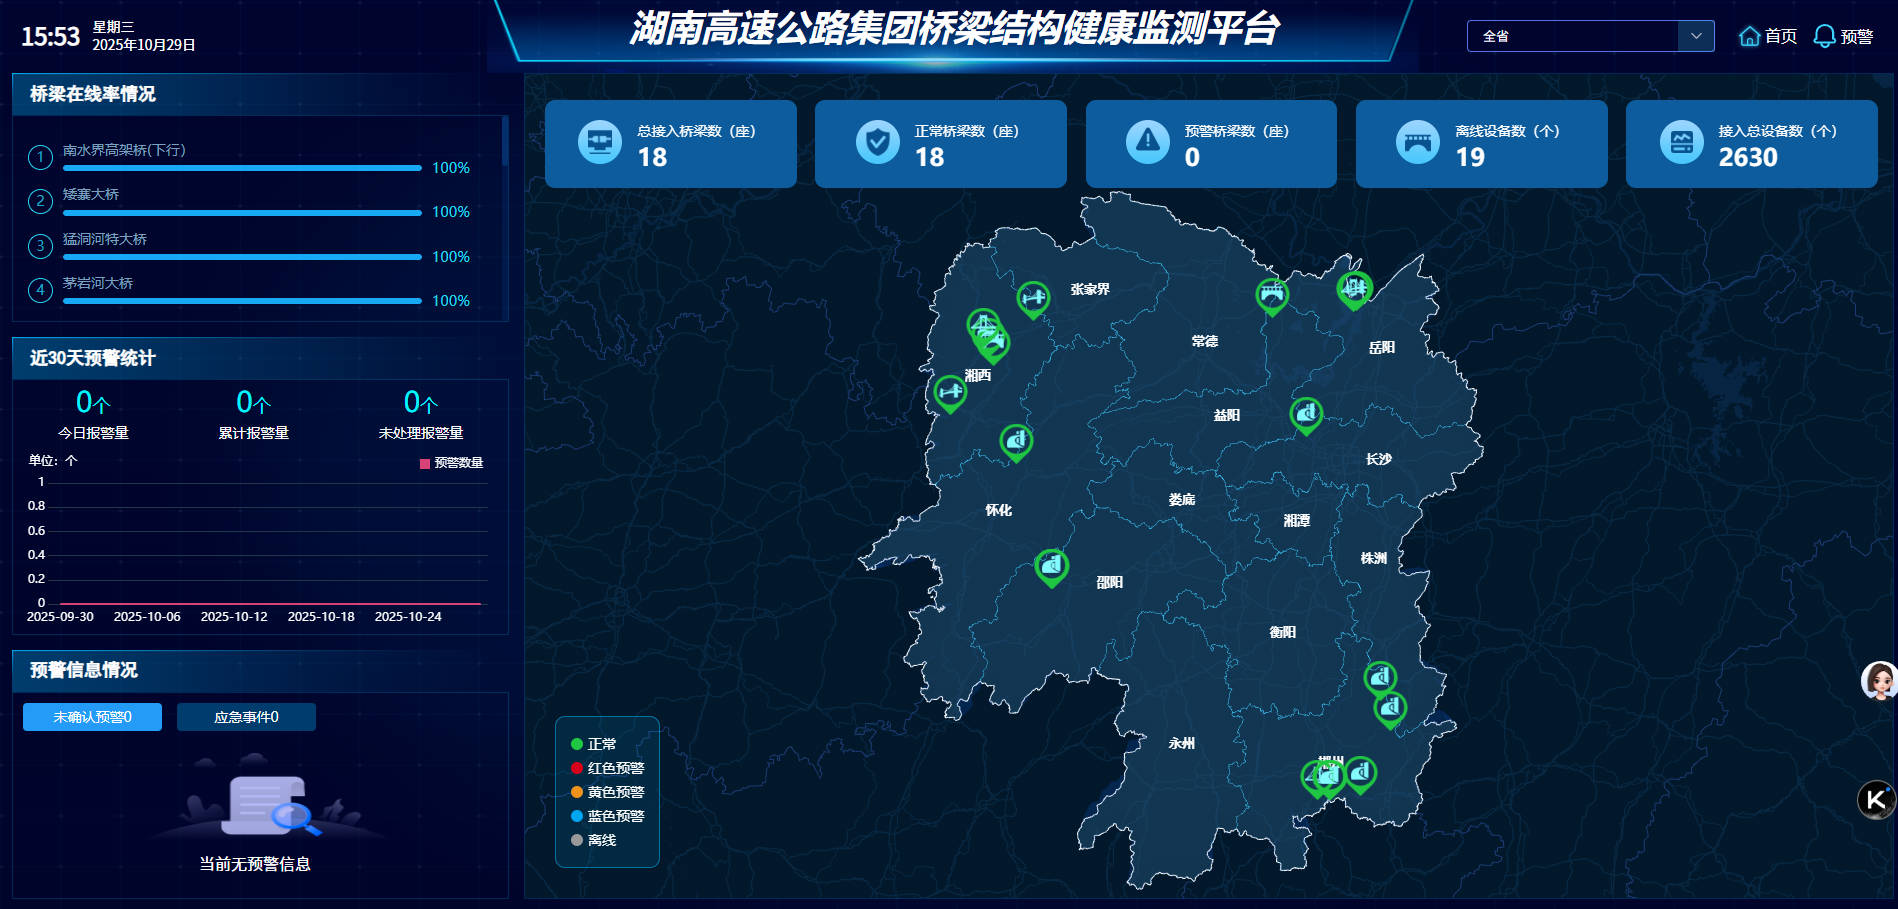 15:53
星期三
2025年10月29日
湖南高速公路集团桥梁结构健康监测平台
全省
首页
预警
桥梁在线率情况
1
南水界高架桥(下行)
100%
2
矮寨大桥
100%
3
猛洞河特大桥
100%
4
茅岩河大桥
100%
近30天预警统计
0个
0个
0个
今日报警量
累计报警量
未处理报警量
单位: 个
预警数量
1
0.8
0.6
0.4
0.2
0
2025-09-30
2025-10-06
2025-10-12
2025-10-18
2025-10-24
预警信息情况
未确认预警0
应急事件0
当前无预警信息
总接入桥梁数（座）
18
正常桥梁数（座）
18
预警桥梁数（座）
0
离线设备数（个）
19
接入总设备数（个）
2630
张家界
常德
岳阳
湘西
益阳
长沙
怀化
娄底
湘潭
株洲
邵阳
衡阳
永州
正常
红色预警
黄色预警
蓝色预警
离线
K